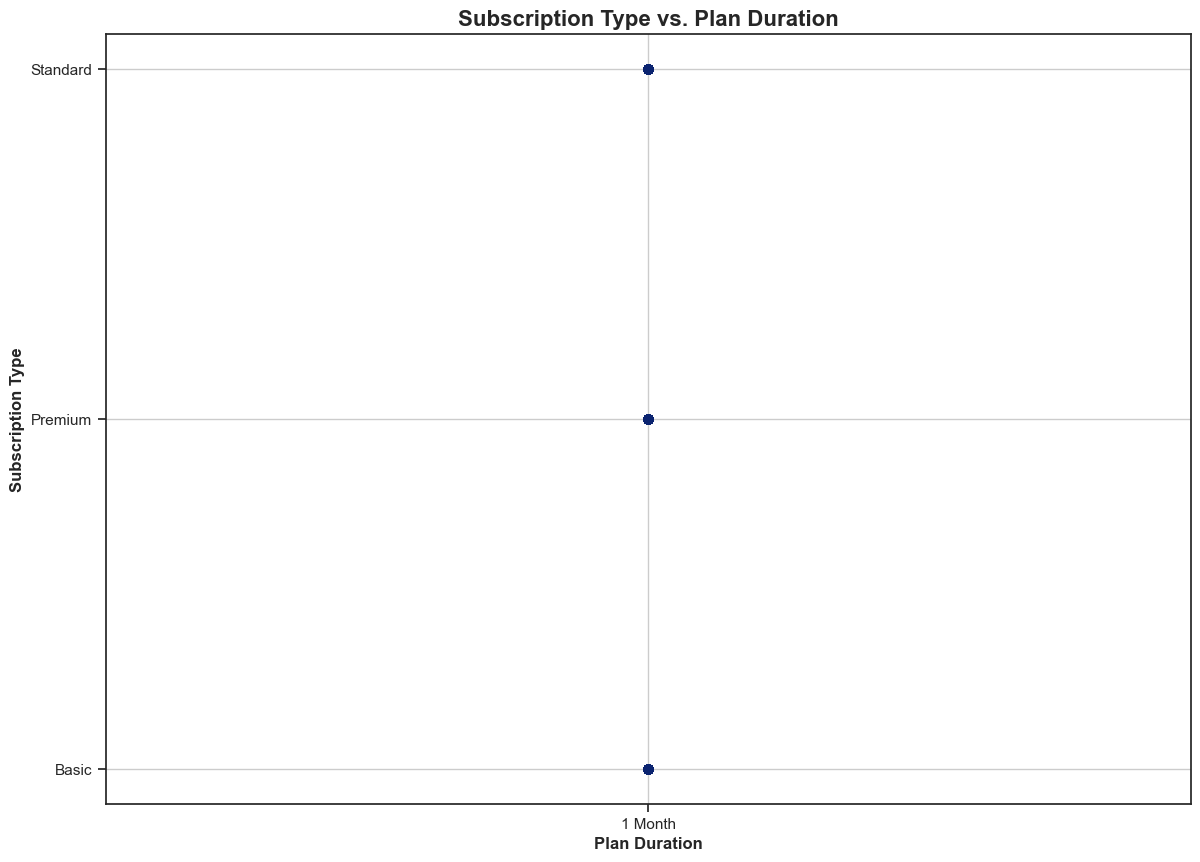 Subscription Type vs. Plan Duration
Standard
Premium
Basic
Subscription Type
1 Month
Plan Duration